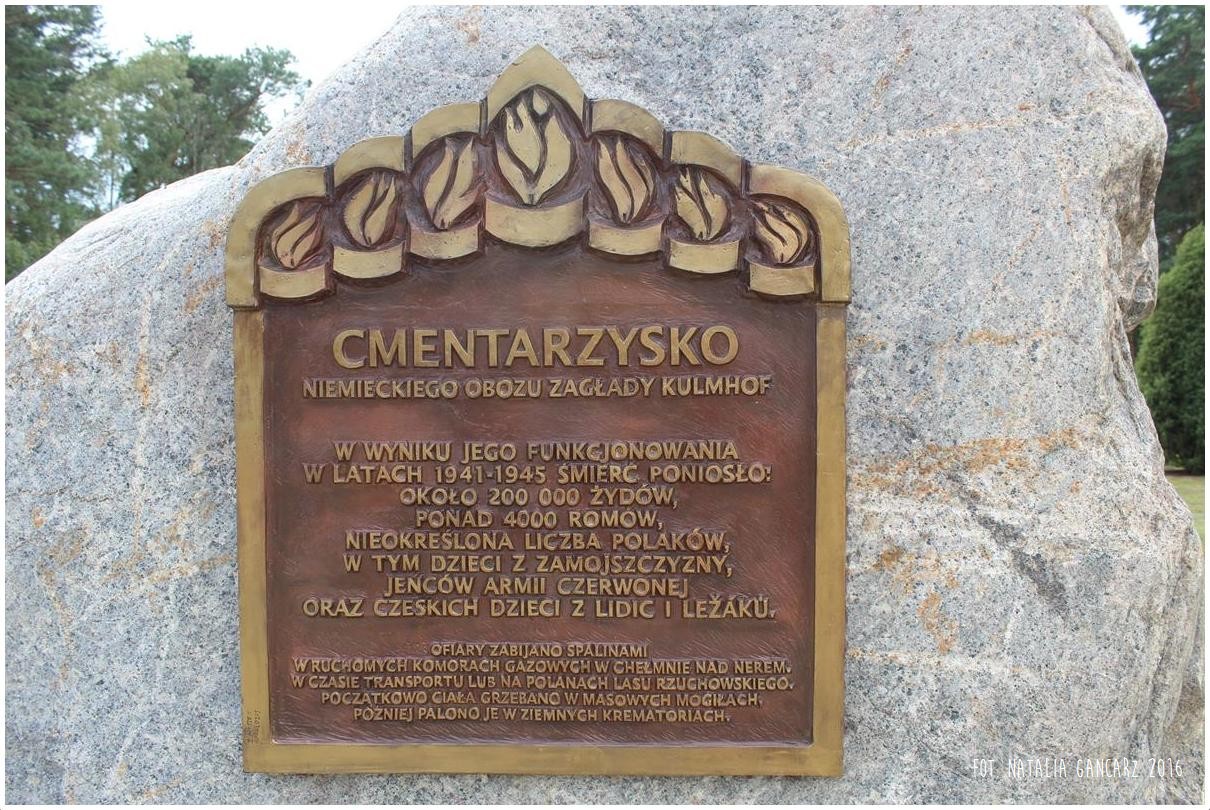 CMENTARZYSKO
NIEMIECKIEGO OBOZU ZAGŁADY KULMHOF
W WYNIKU JEGO FUNKCJONOWANIA
W LATACH 1941-1945 ŚMIERĆ PONIOSŁO:
OKOŁO 200 000 ŻYDÓW,
PONAD 4000 ROMÓW,
NIEOKREŚLONA LICZBA POLAKÓW,
W TYM DZIECI Z ZAMOJSZCZYZNY,
JEŃCÓW ARMII CZERWONEJ
ORAZ CZESKICH DZIECI Z LIDIC I LEŽÁKŮ.
OFIARY ZABIJANO SPALINAMI
W RUCHOMYCH KOMORACH GAZOWYCH W CHEŁMNIE NAD NEREM,
W CZASIE TRANSPORTU LUB NA POLANACH LASU RZUCHOWSKIEGO.
POCZĄTKOWO CIAŁA GRZEBANO W MASOWYCH MOGIŁACH,
PÓŹNIEJ PALONO JE W ZIEMNYCH KREMATORIACH.
FOT. NATALIA GANCARZ 2016